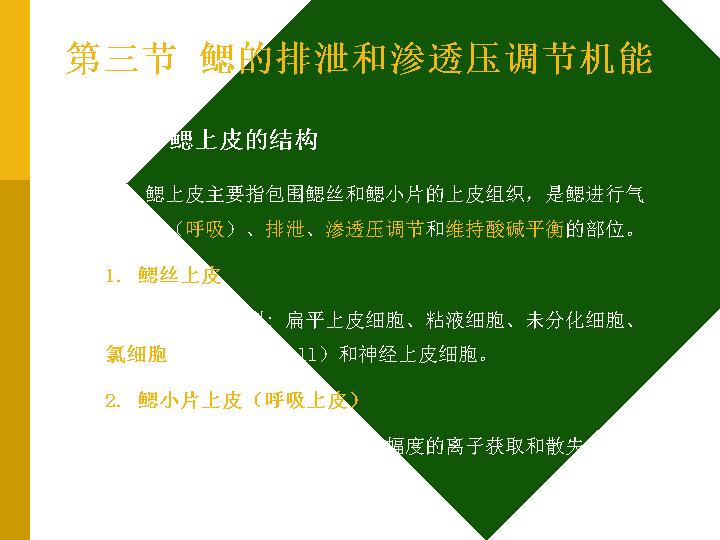 第三节 鳃的排泄和渗透压调节机能
鳃上皮的结构
鳃上皮主要指包围鳃丝和鳃小片的上皮组织，是鳃进行气
（呼吸）、排泄、渗透压调节和维持酸碱平衡的部位。
1. 鳃丝上皮
：扁平上皮细胞、粘液细胞、未分化细胞、
氯细胞 ll）和神经上皮细胞。
2. 鳃小片上皮（呼吸上皮）
幅度的离子获取和散失